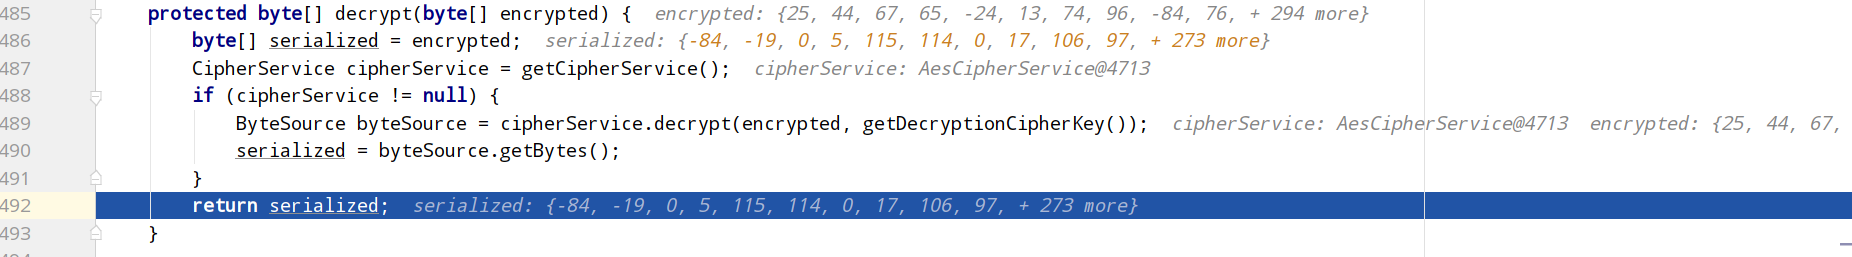 485 protected byte[] decrypt(byte[] encrypted) { encrypted: {25, 44, 67, 65, -24, 13, 74, 96, -84, 76, + 294 more}
486 byte[] serialized = encrypted; serialized: {-84, -19, 0, 5, 115, 114, 0, 17, 106, 97, + 273 more}
487 CipherService cipherService = getCipherService(); cipherService: AesCipherService@4713
488 if (cipherService != null) {
489 ByteSource byteSource = cipherService.decrypt(encrypted, getDecryptionCipherKey()); cipherService: AesCipherService@4713 encrypted: {25, 44, 67,
490 serialized = byteSource.getBytes();
491 }
492 return serialized; serialized: {-84, -19, 0, 5, 115, 114, 0, 17, 106, 97, + 273 more}
493 }